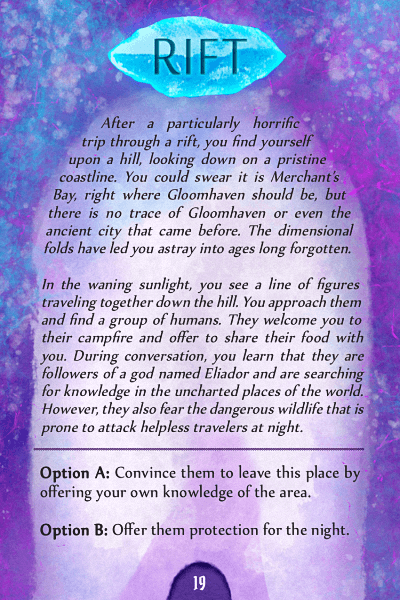 RIFT
After a particularly horrific
trip through a rift, you find yourself
upon a hill, looking down on a pristine
coastline. You could swear it is Merchant's
Bay, right where Gloomhaven should be, but
there is no trace of Gloomhaven or even the
ancient city that came before. The dimensional
folds have led you astray into ages long forgotten.
In the waning sunlight, you see a line of figures
traveling together down the hill. You approach them
and find a group of humans. They welcome you to
their campfire and offer to share their food with
you. During conversation, you learn that they are
followers of a god named Eliador and are searching
for knowledge in the uncharted places of the world.
However, they also fear the dangerous wildlife that is
prone to attack helpless travelers at night.
Option A: Convince them to leave this place by
offering your own knowledge of the area.
Option B: Offer them protection for the night.
19